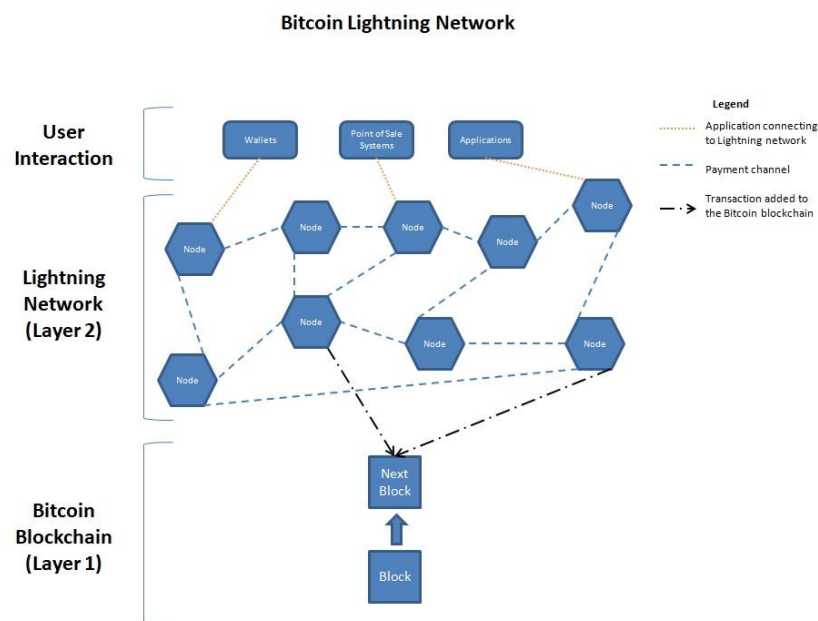 Bitcoin Lightning Network
Legend
Application connecting
to Lightning network
Payment channel
Transaction added to
the Bitcoin blockchain
User
Interaction
Wallets
Point of Sale
Systems
Applications
Lightning
Network
(Layer 2)
Node
Node
Node
Node
Node
Node
Node
Node
Node
Bitcoin
Blockchain
(Layer 1)
Next
Block
Block